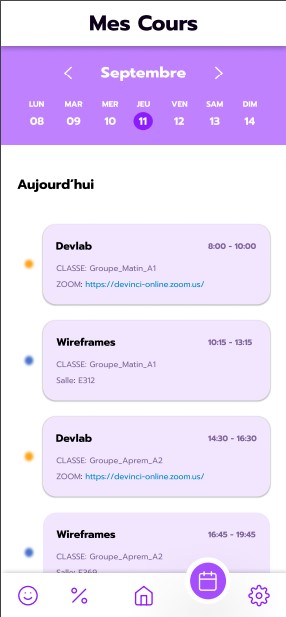 Mes Cours
Septembre
LUN MAR MER JEU VEN SAM DIM
08 09 10 11 12 13 14
Aujourd'hui
Devlab 8:00 - 10:00
CLASSE: Groupe_Matin_A1
ZOOM: https://devinci-online.zoom.us/
Wireframes 10:15 - 13:15
CLASSE: Groupe_Matin_A1
Salle: E312
Devlab 14:30 - 16:30
CLASSE: Groupe_Aprem_A2
ZOOM: https://devinci-online.zoom.us/
Wireframes 16:45 - 19:45
CLASSE: Groupe_Aprem_A2